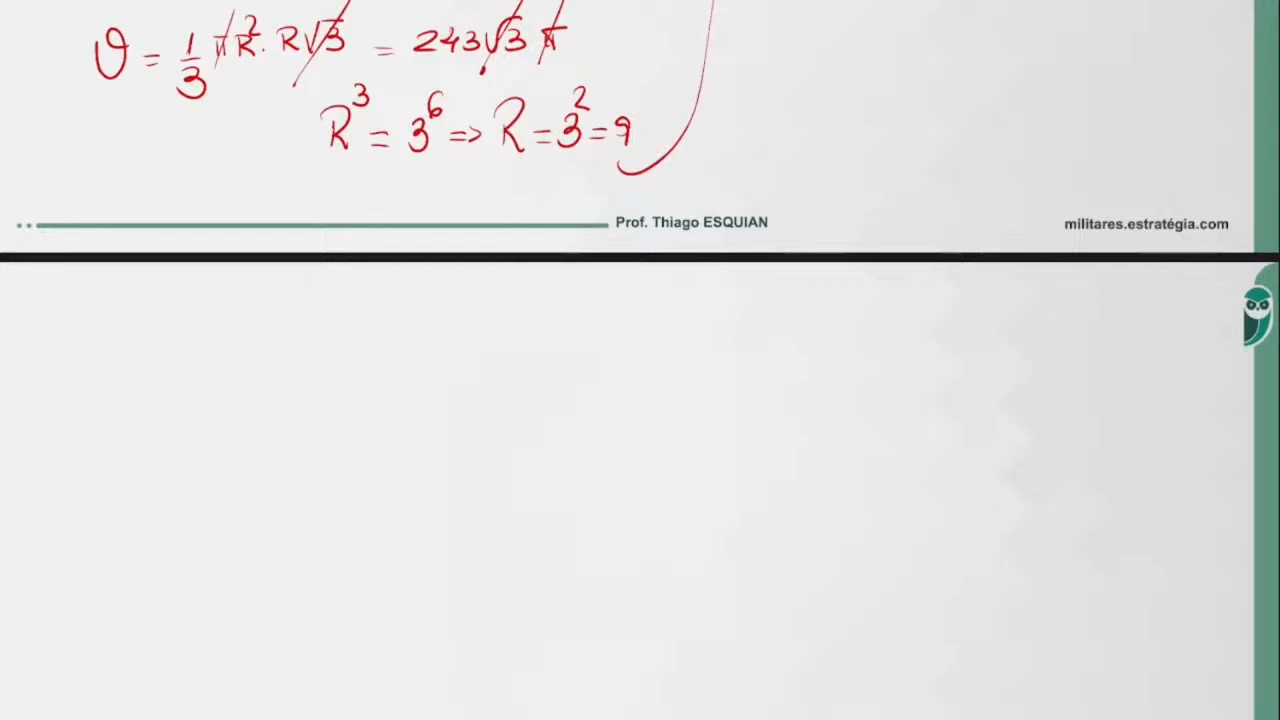 V = 1/3 πR². R√3 = 243√3 π
R³ = 3⁶ => R = 3² = 9
Prof. Thiago ESQUIAN
militares.estratégia.com